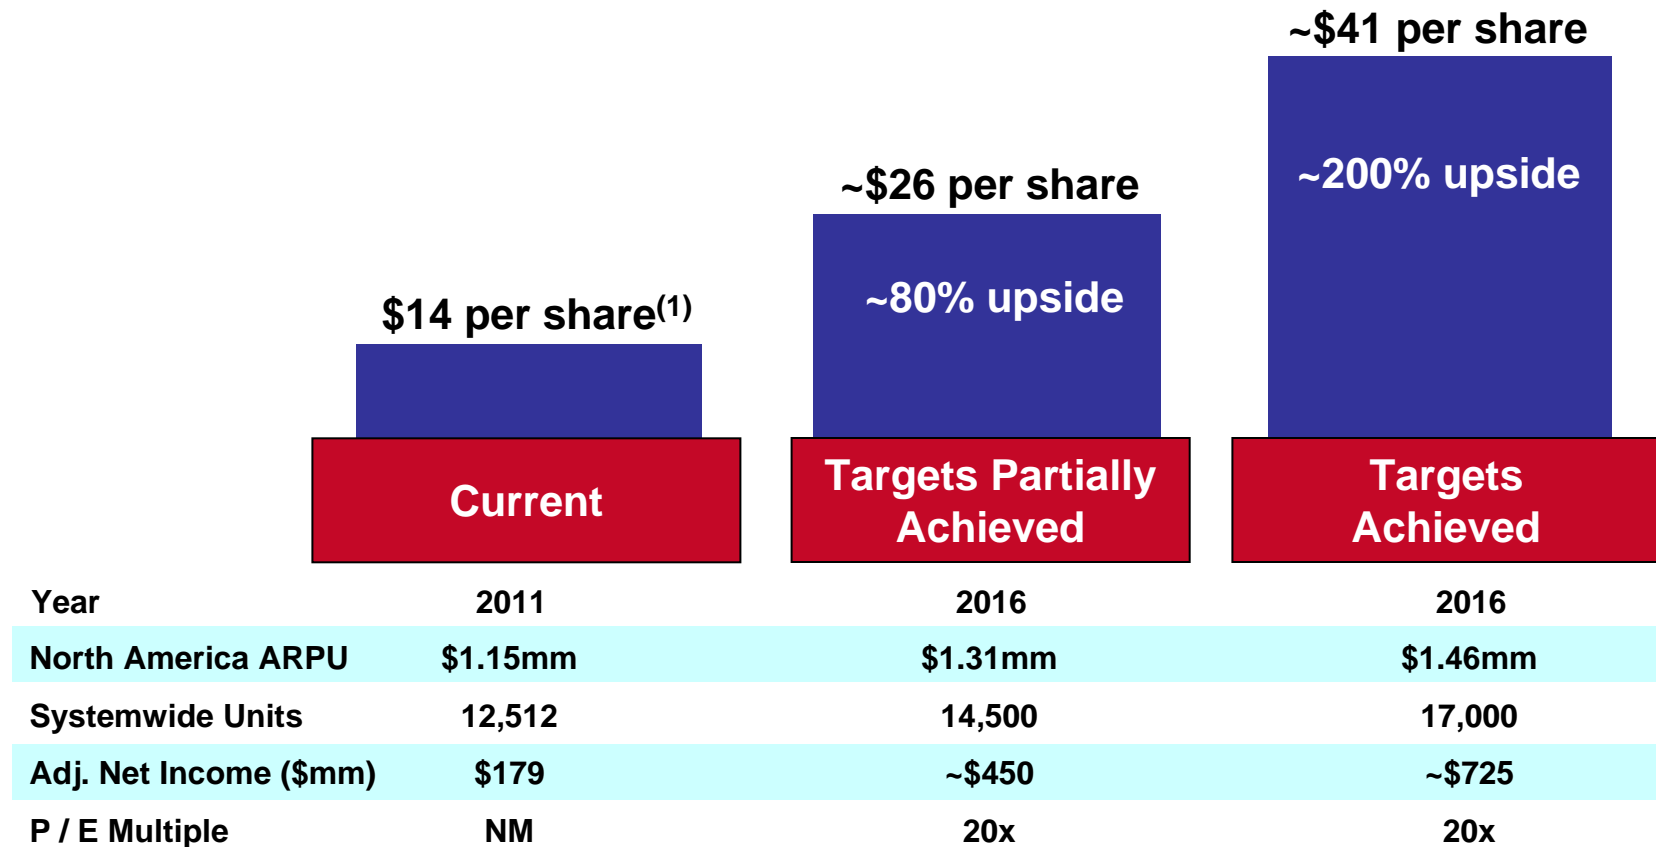 ~$41 per share
~200% upside
~$26 per share
~80% upside
$14 per share(1)
Current
Targets Partially
Achieved
Targets
Achieved
Year 2011 2016 2016
North America ARPU $1.15mm $1.31mm $1.46mm
Systemwide Units 12,512 14,500 17,000
Adj. Net Income ($mm) $179 ~$450 ~$725
P / E Multiple NM 20x 20x